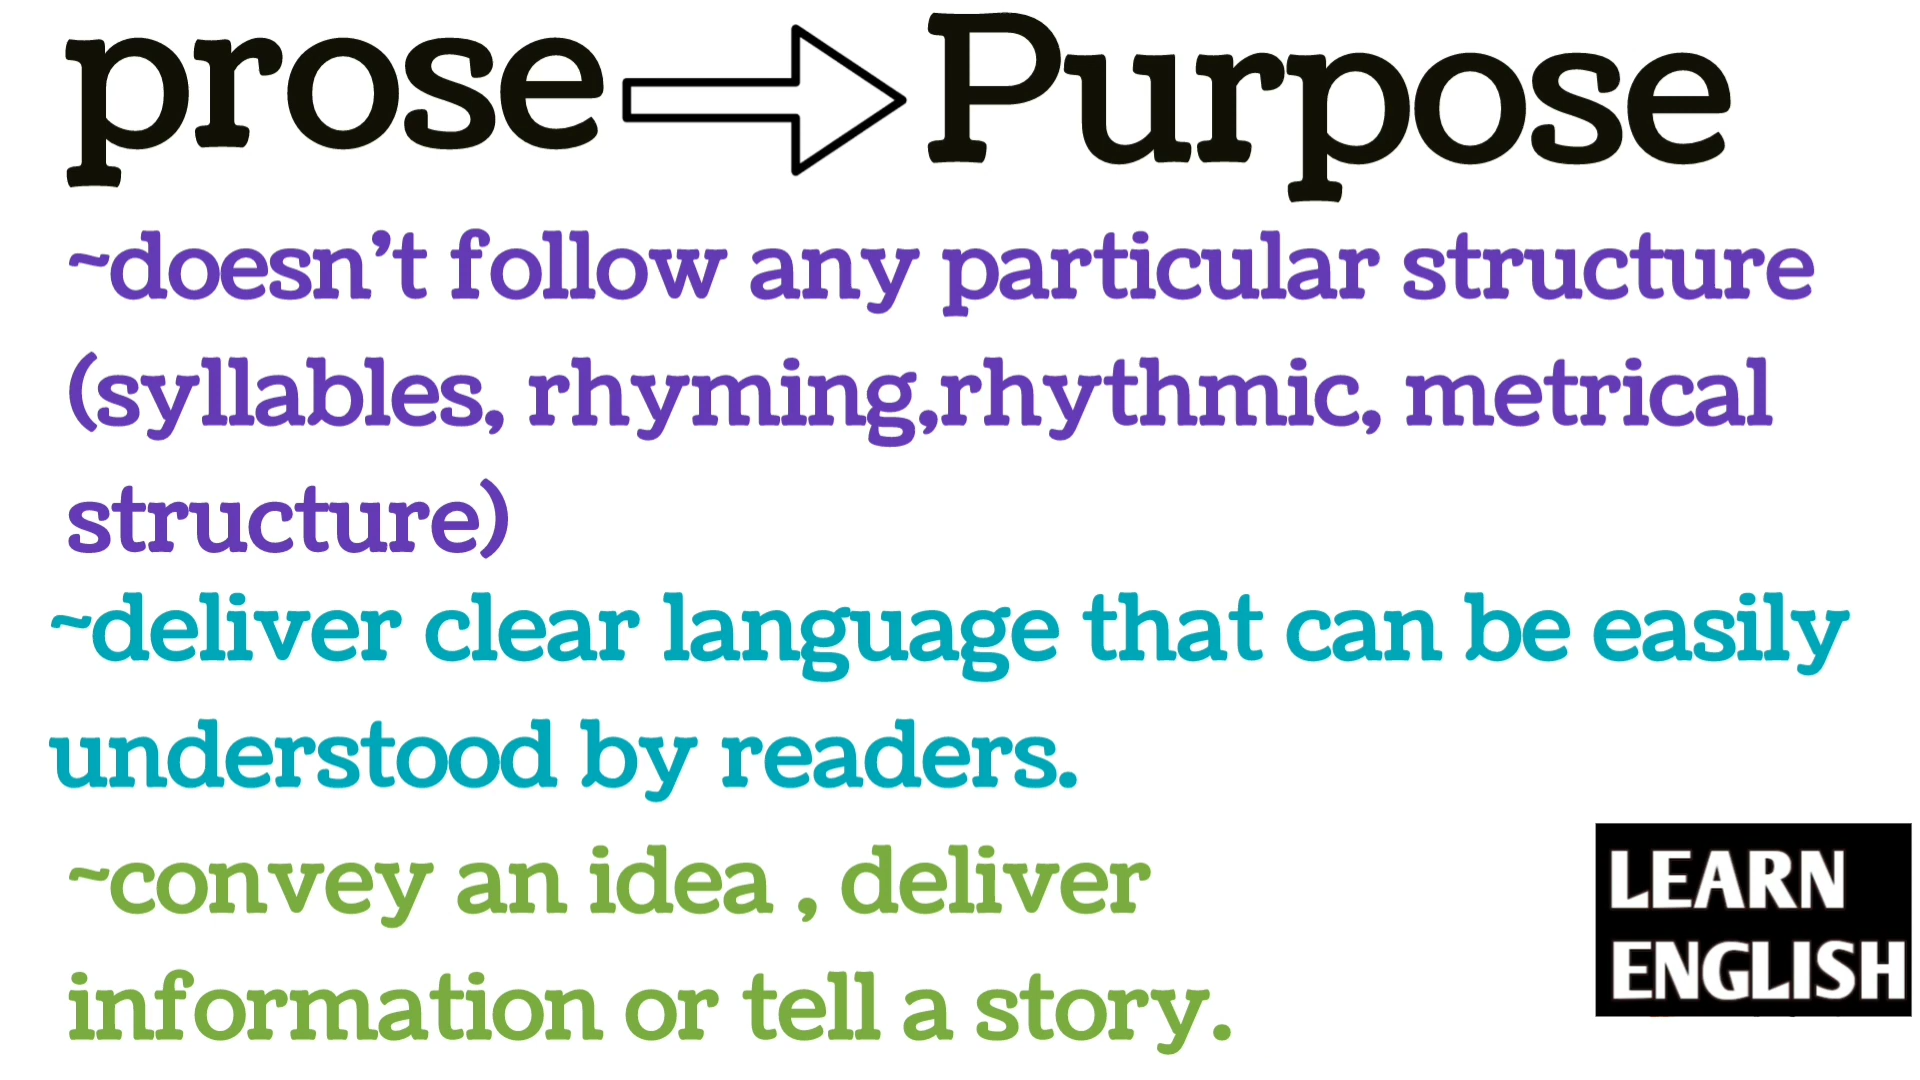 prose Purpose
~doesn't follow any particular structure
(syllables, rhyming,rhythmic, metrical
structure)
~deliver clear language that can be easily
understood by readers.
~convey an idea , deliver
information or tell a story.
LEARN
ENGLISH